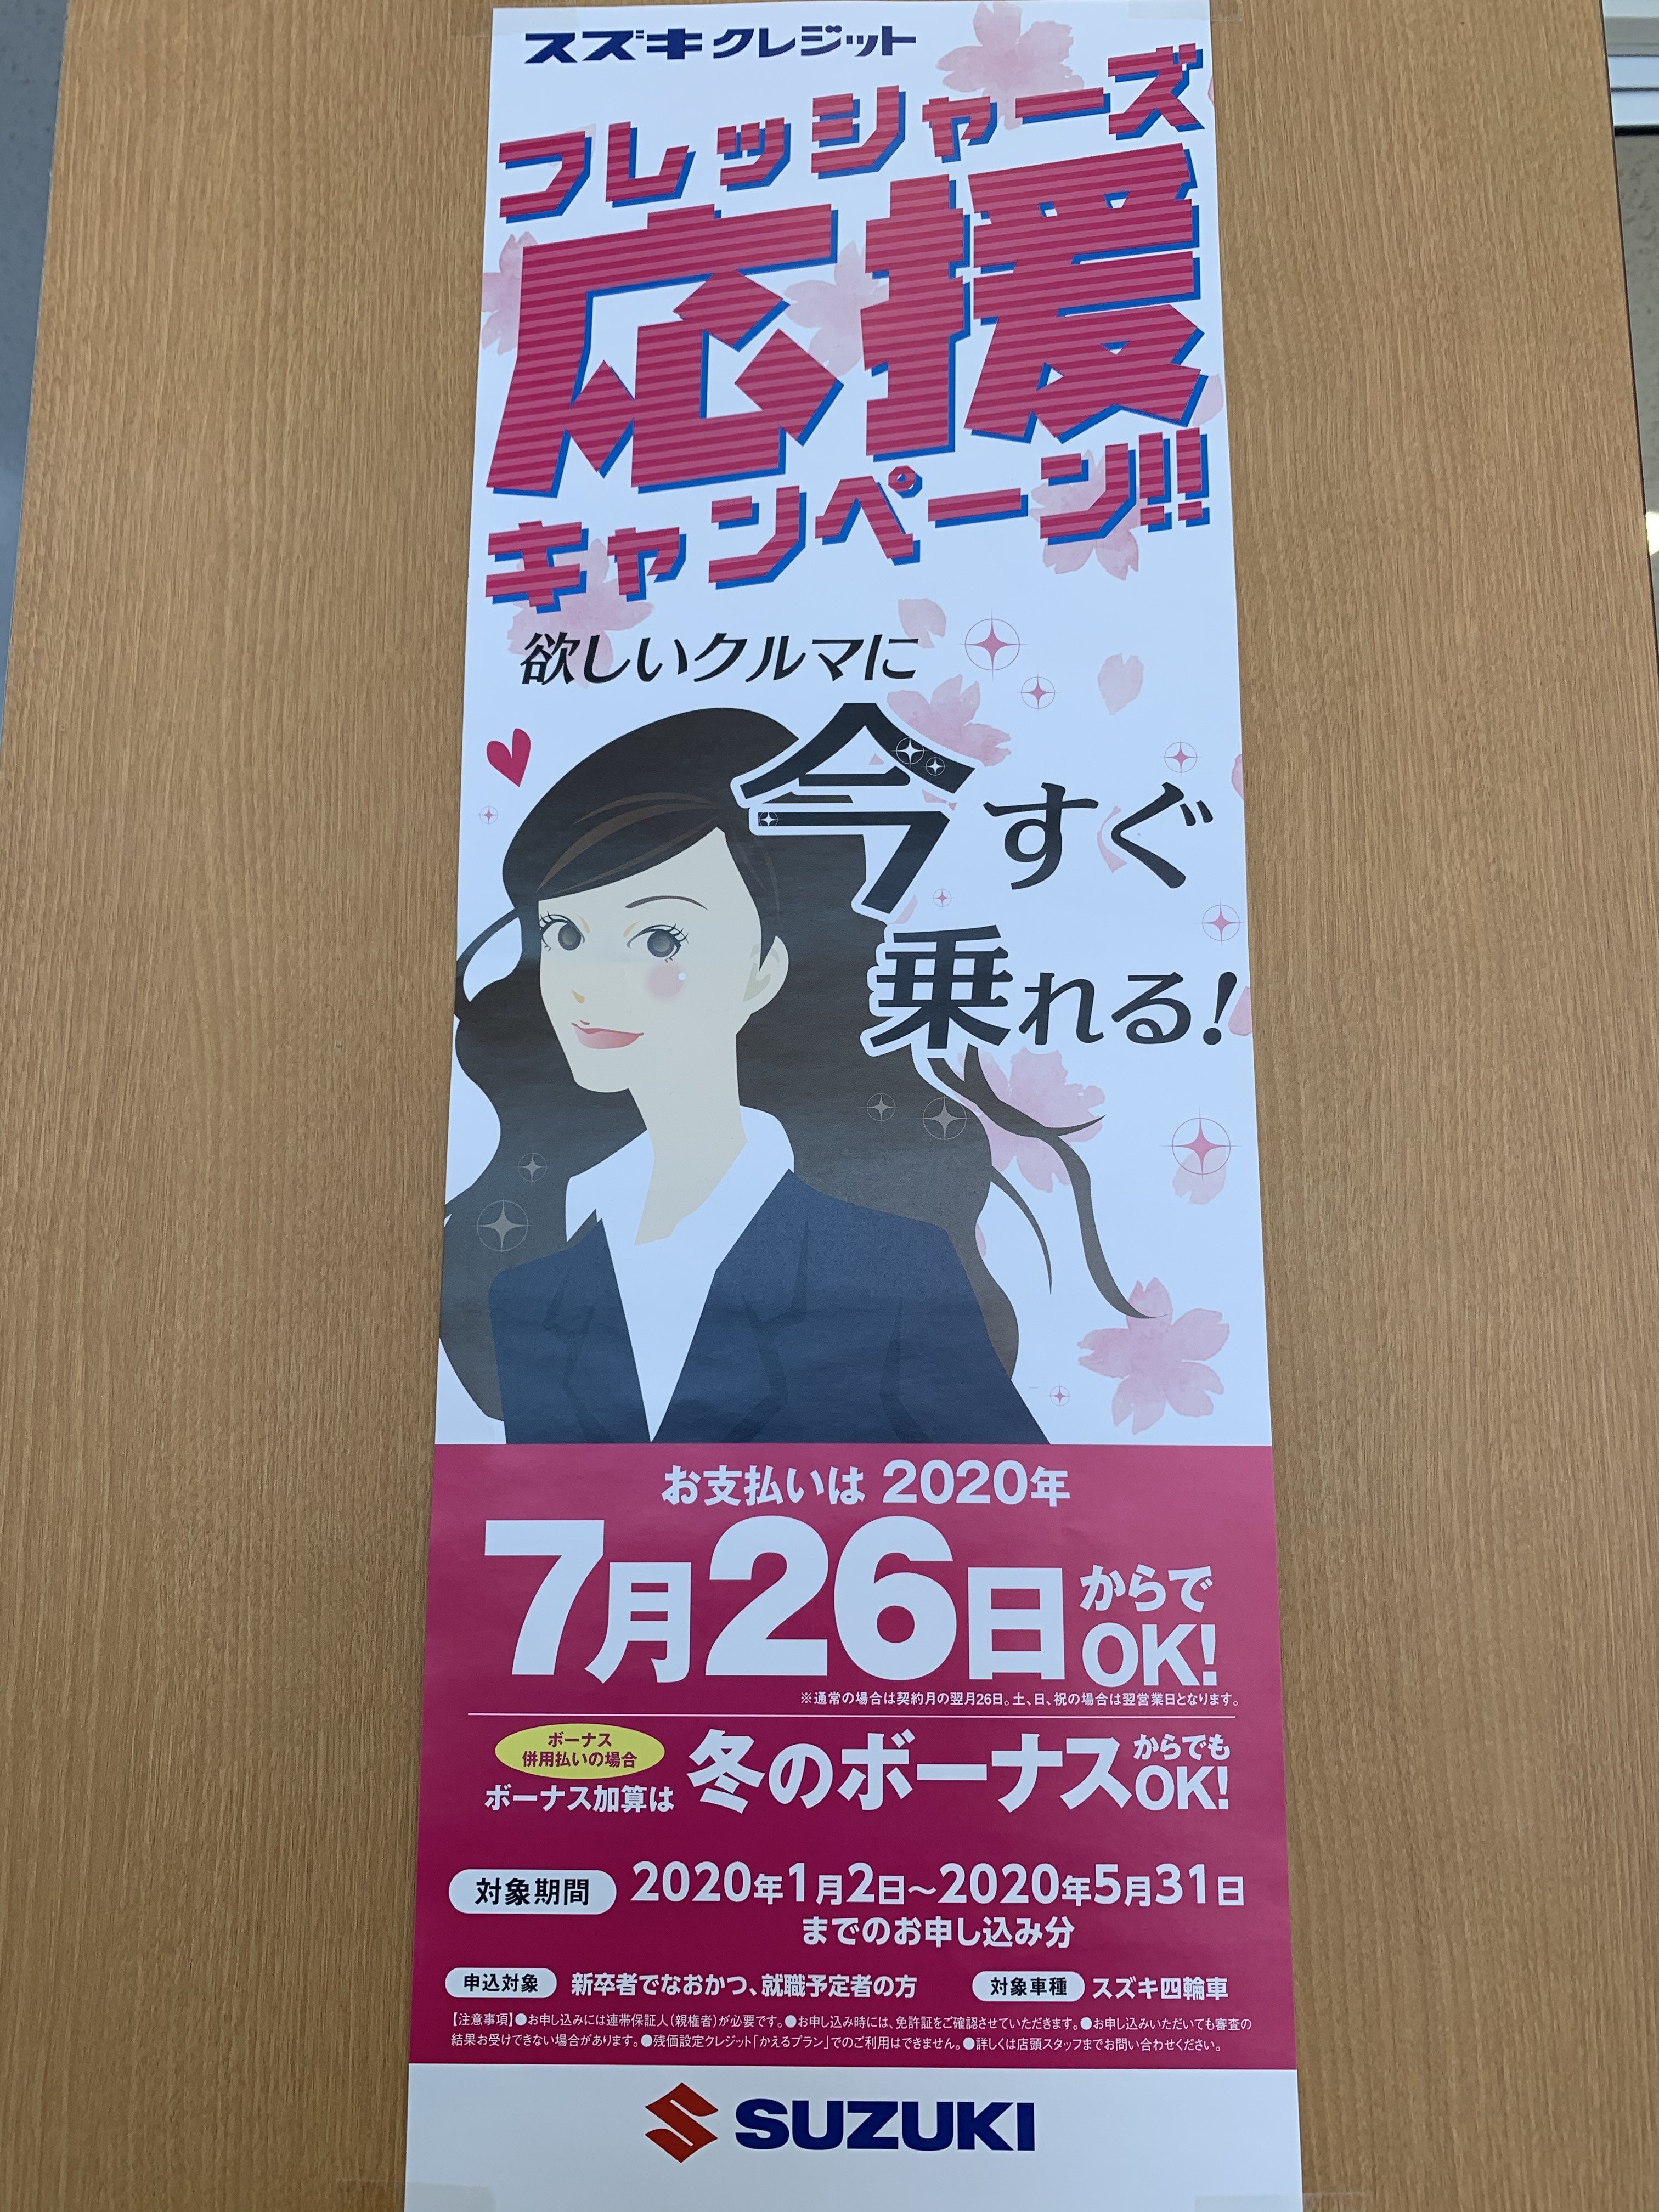 スズキクレジット
フレッシャーズ
応援
キャンペーン!!
欲しいクルマに
今すぐ
乗れる!
お支払いは 2020年
7月26日からで
OK!
※通常の場合は契約月の翌月26日。土、日、祝の場合は翌営業日となります。
ボーナス
併用払いの場合
ボーナス加算は 冬のボーナスからでも
OK!
対象期間 2020年1月2日〜2020年5月31日
までのお申し込み分
申込対象 新卒者でなおかつ、就職予定者の方 対象車種 スズキ四輪車
【注意事項】●お申し込みには連帯保証人(親権者)が必要です。●お申し込み時には、免許証をご確認させていただきます。●お申し込みいただいても審査の
結果お受けできない場合があります。●残価設定クレジット「かえるプラン」でのご利用はできません。●詳しくは店頭スタッフまでお問い合わせください。
SUZUKI